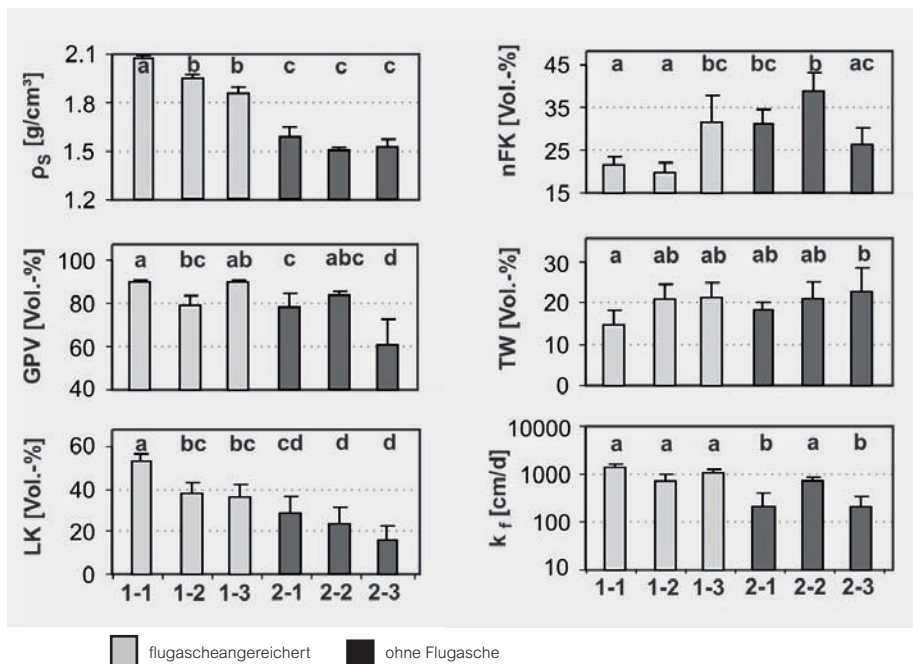 ρS [g/cm³]
2.1
1.8
1.5
1.2
a b b c c c
nFK [Vol.-%]
45
35
25
15
a a bc bc b ac
GPV [Vol.-%]
100
80
60
40
a bc ab c abc d
TW [Vol.-%]
30
20
10
0
a ab ab ab ab b
LK [Vol.-%]
60
40
20
0
a bc bc cd d d
1-1 1-2 1-3 2-1 2-2 2-3
kf [cm/d]
10000
1000
100
10
a a a b a b
1-1 1-2 1-3 2-1 2-2 2-3
flugascheangereichert ohne Flugasche